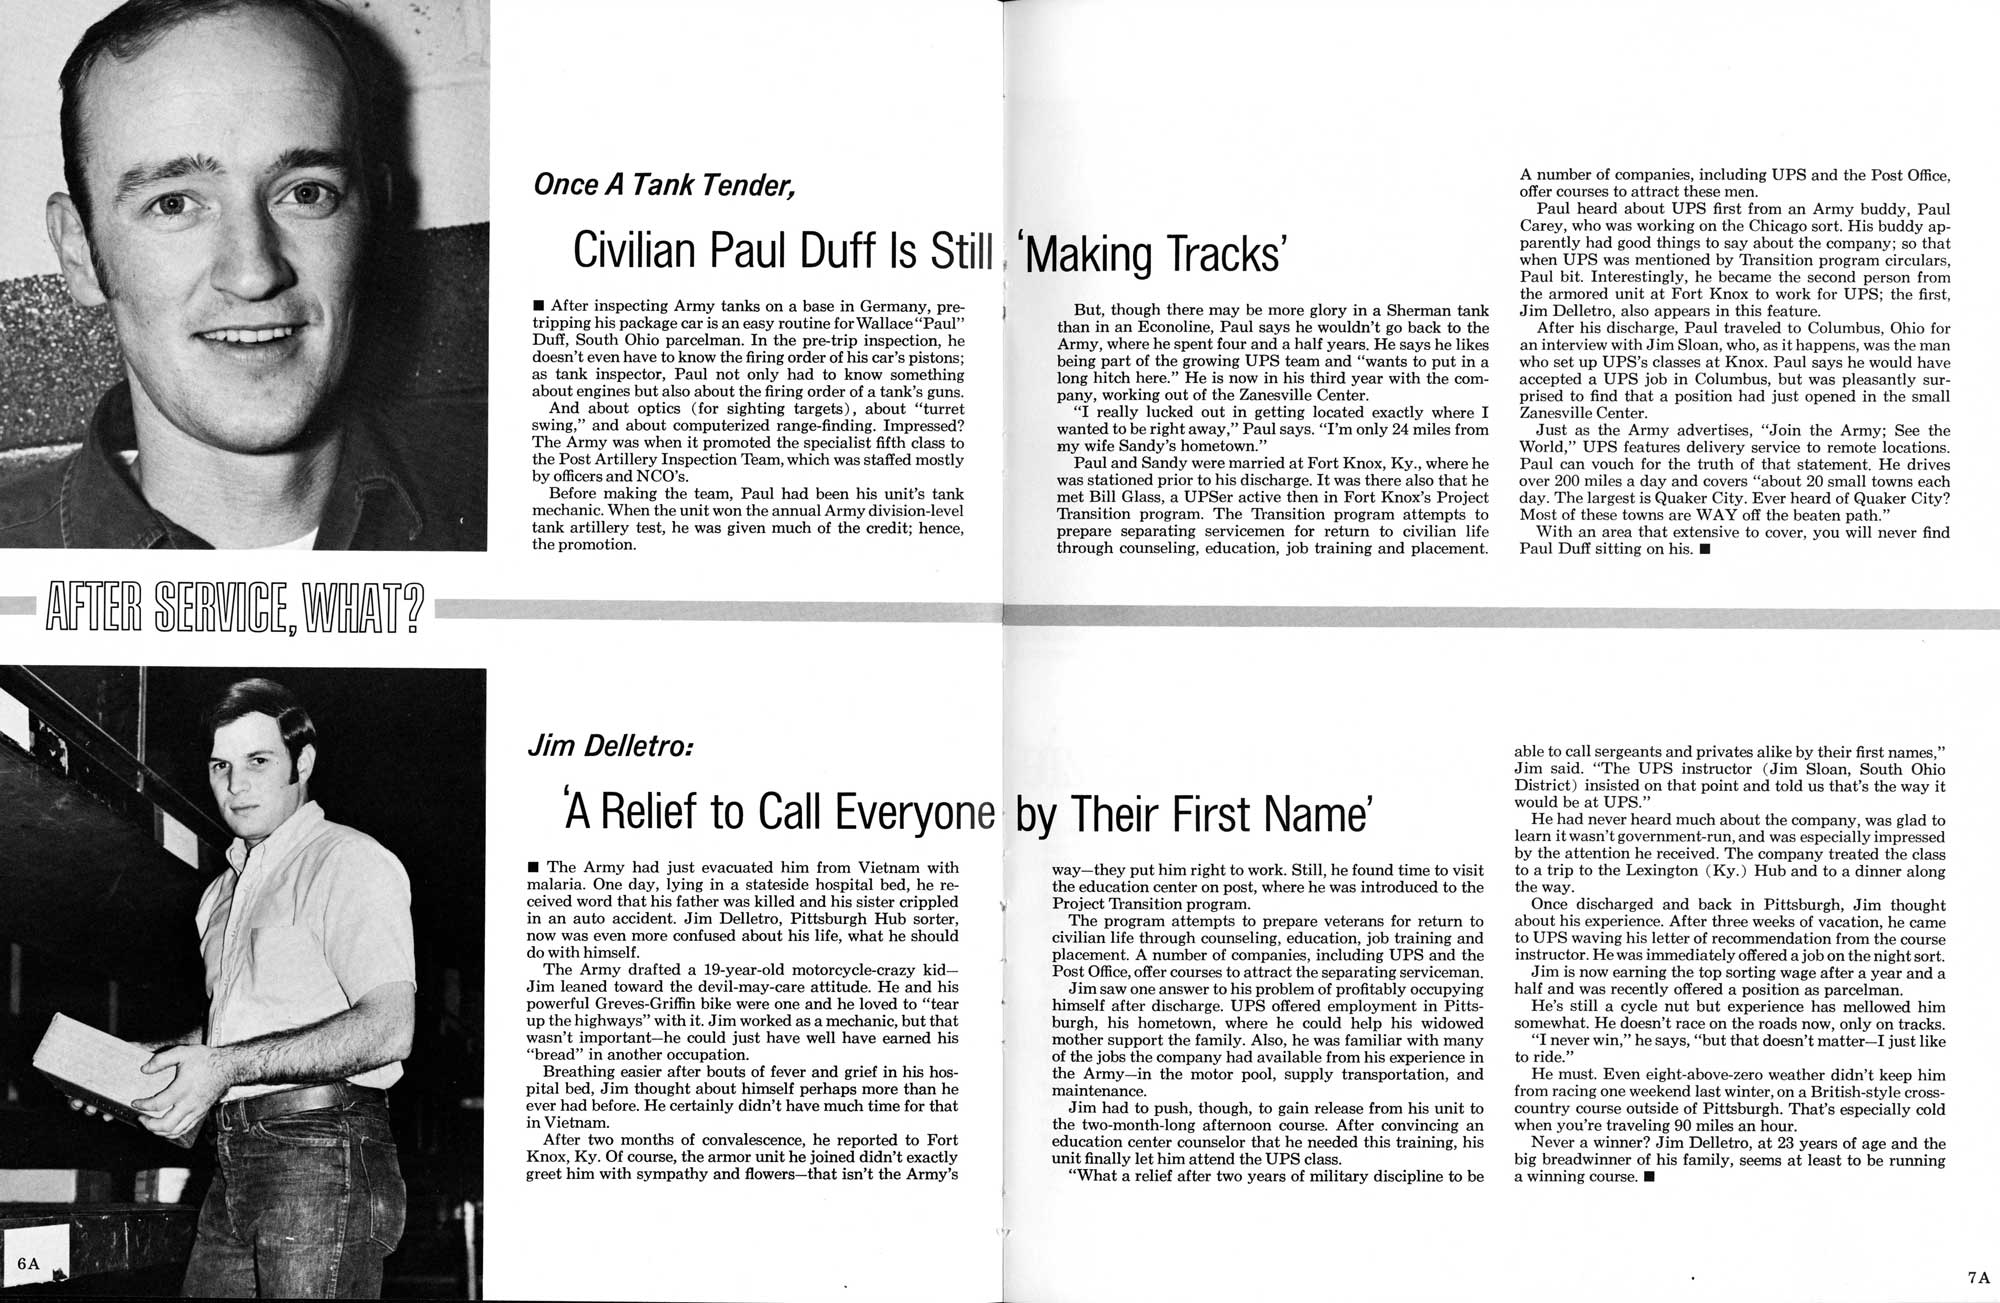 Once A Tank Tender,
Civilian Paul Duff Is Still 'Making Tracks'
■ After inspecting Army tanks on a base in Germany, pre-
tripping his package car is an easy routine for Wallace "Paul"
Duff, South Ohio parcelman. In the pre-trip inspection, he
doesn't even have to know the firing order of his car's pistons;
as tank inspector, Paul not only had to know something
about engines but also about the firing order of a tank's guns.
And about optics (for sighting targets), about "turret
swing," and about computerized range-finding. Impressed?
The Army was when it promoted the specialist fifth class to
the Post Artillery Inspection Team, which was staffed mostly
by officers and NCO's.
Before making the team, Paul had been his unit's tank
mechanic. When the unit won the annual Army division-level
tank artillery test, he was given much of the credit; hence,
the promotion.
But, though there may be more glory in a Sherman tank
than in an Econoline, Paul says he wouldn't go back to the
Army, where he spent four and a half years. He says he likes
being part of the growing UPS team and "wants to put in a
long hitch here." He is now in his third year with the com-
pany, working out of the Zanesville Center.
"I really lucked out in getting located exactly where I
wanted to be right away," Paul says. "I'm only 24 miles from
my wife Sandy's hometown."
Paul and Sandy were married at Fort Knox, Ky., where he
was stationed prior to his discharge. It was there also that he
met Bill Glass, a UPSer active then in Fort Knox's Project
Transition program. The Transition program attempts to
prepare separating servicemen for return to civilian life
through counseling, education, job training and placement.
A number of companies, including UPS and the Post Office,
offer courses to attract these men.
Paul heard about UPS first from an Army buddy, Paul
Carey, who was working on the Chicago sort. His buddy ap-
parently had good things to say about the company; so that
when UPS was mentioned by Transition program circulars,
Paul bit. Interestingly, he became the second person from
the armored unit at Fort Knox to work for UPS; the first,
Jim Delletro, also appears in this feature.
After his discharge, Paul traveled to Columbus, Ohio for
an interview with Jim Sloan, who, as it happens, was the man
who set up UPS's classes at Knox. Paul says he would have
accepted a UPS job in Columbus, but was pleasantly sur-
prised to find that a position had just opened in the small
Zanesville Center.
Just as the Army advertises, "Join the Army; See the
World," UPS features delivery service to remote locations.
Paul can vouch for the truth of that statement. He drives
over 200 miles a day and covers "about 20 small towns each
day. The largest is Quaker City. Ever heard of Quaker City?
Most of these towns are WAY off the beaten path."
With an area that extensive to cover, you will never find
Paul Duff sitting on his. ■
AFTER SERVICE, WHAT?
Jim Delletro:
'A Relief to Call Everyone by Their First Name'
■ The Army had just evacuated him from Vietnam with
malaria. One day, lying in a stateside hospital bed, he re-
ceived word that his father was killed and his sister crippled
in an auto accident. Jim Delletro, Pittsburgh Hub sorter,
now was even more confused about his life, what he should
do with himself.
The Army drafted a 19-year-old motorcycle-crazy kid—
Jim leaned toward the devil-may-care attitude. He and his
powerful Greves-Griffin bike were one and he loved to "tear
up the highways" with it. Jim worked as a mechanic, but that
wasn't important—he could just have well have earned his
"bread" in another occupation.
Breathing easier after bouts of fever and grief in his hos-
pital bed, Jim thought about himself perhaps more than he
ever had before. He certainly didn't have much time for that
in Vietnam.
After two months of convalescence, he reported to Fort
Knox, Ky. Of course, the armor unit he joined didn't exactly
greet him with sympathy and flowers—that isn't the Army's
way—they put him right to work. Still, he found time to visit
the education center on post, where he was introduced to the
Project Transition program.
The program attempts to prepare veterans for return to
civilian life through counseling, education, job training and
placement. A number of companies, including UPS and the
Post Office, offer courses to attract the separating serviceman.
Jim saw one answer to his problem of profitably occupying
himself after discharge. UPS offered employment in Pitts-
burgh, his hometown, where he could help his widowed
mother support the family. Also, he was familiar with many
of the jobs the company had available from his experience in
the Army—in the motor pool, supply transportation, and
maintenance.
Jim had to push, though, to gain release from his unit to
the two-month-long afternoon course. After convincing an
education center counselor that he needed this training, his
unit finally let him attend the UPS class.
"What a relief after two years of military discipline to be
able to call sergeants and privates alike by their first names,"
Jim said. "The UPS instructor (Jim Sloan, South Ohio
District) insisted on that point and told us that's the way it
would be at UPS."
He had never heard much about the company, was glad to
learn it wasn't government-run, and was especially impressed
by the attention he received. The company treated the class
to a trip to the Lexington (Ky.) Hub and to a dinner along
the way.
Once discharged and back in Pittsburgh, Jim thought
about his experience. After three weeks of vacation, he came
to UPS waving his letter of recommendation from the course
instructor. He was immediately offered a job on the night sort.
Jim is now earning the top sorting wage after a year and a
half and was recently offered a position as parcelman.
He's still a cycle nut but experience has mellowed him
somewhat. He doesn't race on the roads now, only on tracks.
"I never win," he says, "but that doesn't matter—I just like
to ride."
He must. Even eight-above-zero weather didn't keep him
from racing one weekend last winter, on a British-style cross-
country course outside of Pittsburgh. That's especially cold
when you're traveling 90 miles an hour.
Never a winner? Jim Delletro, at 23 years of age and the
big breadwinner of his family, seems at least to be running
a winning course. ■
6A
7A